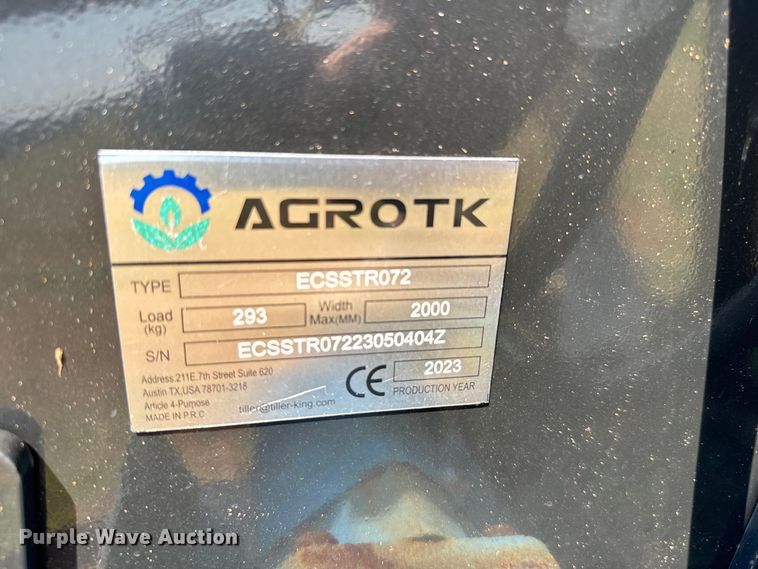 AGROTK
TYPE ECSSTR072
Load (kg) 293 Width Max(MM) 2000
S/N ECSSTR07223050404Z
Address:211E.7th Street Suite 620
Austin TX,USA 78701-3218
Article 4-Purnose
MADE IN P.R.C
tiller@tiller-king.com
CE
2023
PRODUCTION YEAR
Purple Wave Auction